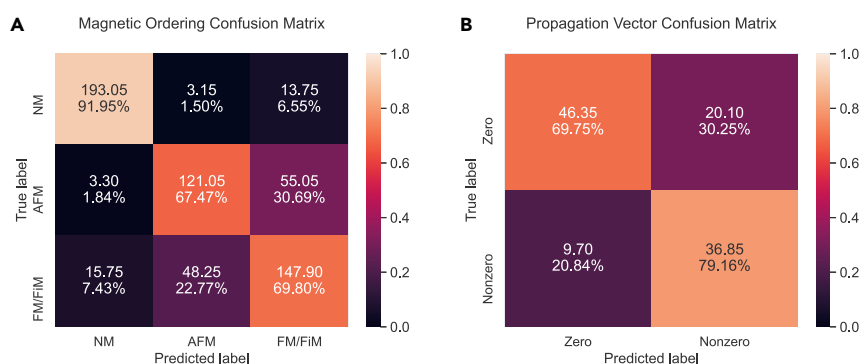 A
Magnetic Ordering Confusion Matrix
True label
NM
AFM
FM/FiM
193.05
91.95%
3.15
1.50%
13.75
6.55%
3.30
1.84%
121.05
67.47%
55.05
30.69%
15.75
7.43%
48.25
22.77%
147.90
69.80%
NM
AFM
FM/FiM
Predicted label
1.0
0.8
0.6
0.4
0.2
0.0
B
Propagation Vector Confusion Matrix
True label
Zero
Nonzero
46.35
69.75%
20.10
30.25%
9.70
20.84%
36.85
79.16%
Zero
Nonzero
Predicted label
1.0
0.8
0.6
0.4
0.2
0.0